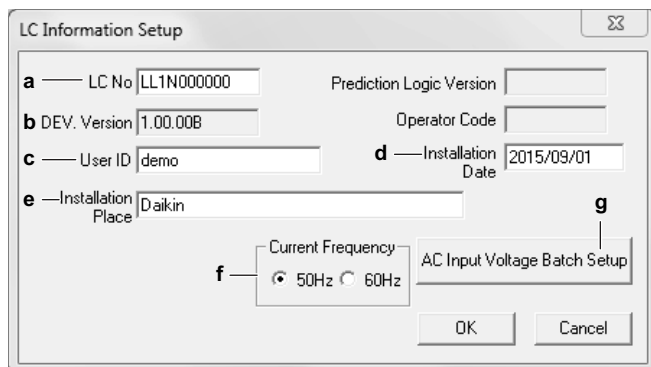 LC Information Setup
a LC No LL1N000000 Prediction Logic Version
b DEV. Version 1.00.00B Operator Code
c User ID demo d Installation Date 2015/09/01
e Installation Place Daikin
g
f Current Frequency AC Input Voltage Batch Setup
50Hz 60Hz
OK Cancel